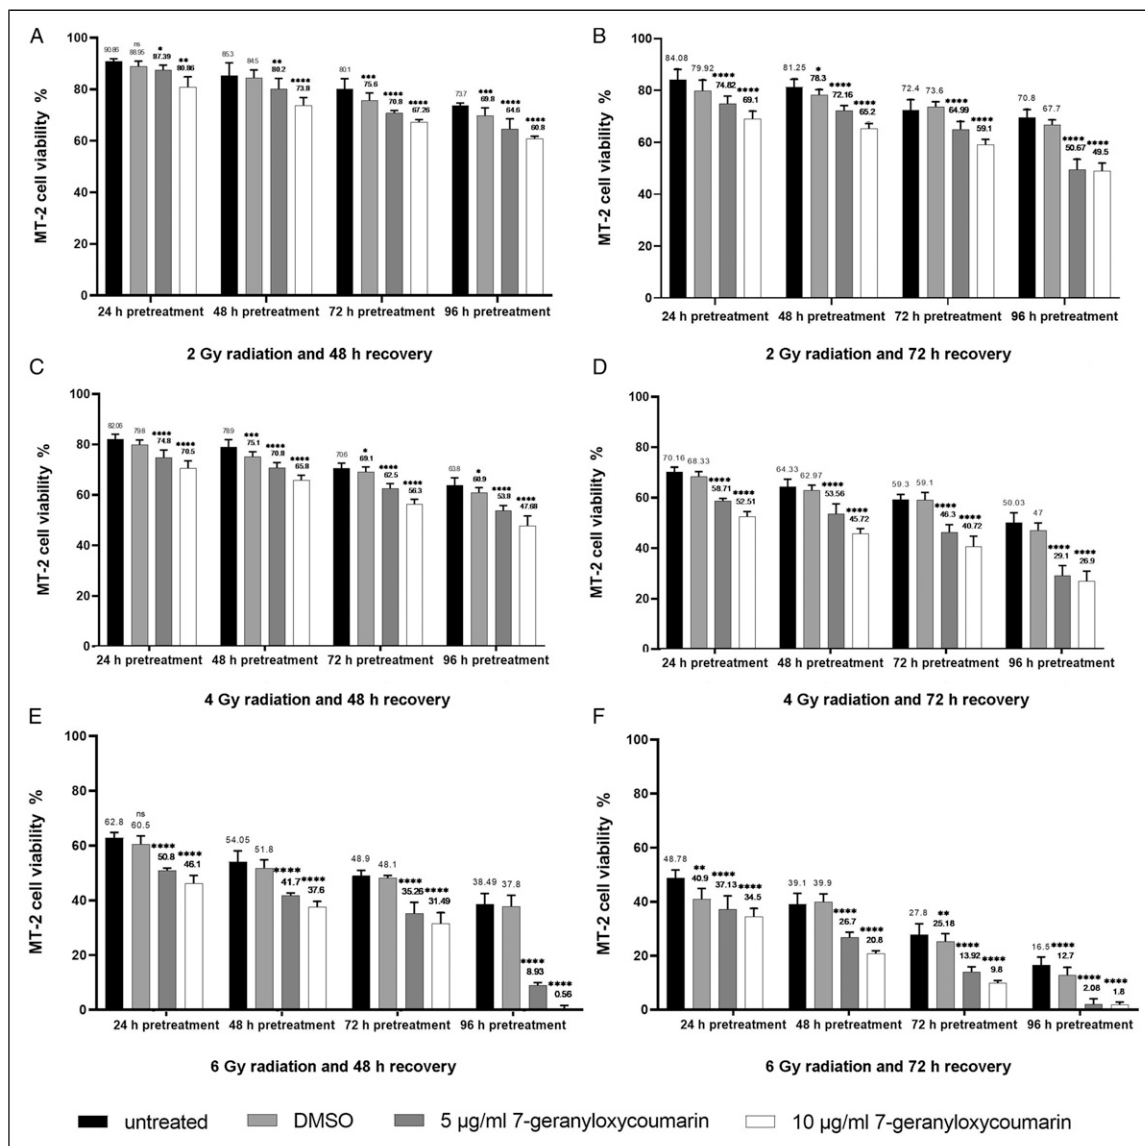 A
MT-2 cell viability %
100
80
60
40
20
0
90.86 ns 88.95 * 87.39 ** 80.86
85.3 84.5 ** 80.2 **** 73.8
80.1 *** 75.6 **** 70.8 **** 67.26
73.7 *** 69.8 **** 64.6 **** 60.8
24 h pretreatment 48 h pretreatment 72 h pretreatment 96 h pretreatment
2 Gy radiation and 48 h recovery
B
MT-2 cell viability %
100
80
60
40
20
0
84.08 79.92 **** 74.82 **** 69.1
81.25 * 78.3 **** 72.16 **** 65.2
72.4 73.6 **** 64.99 **** 59.1
70.8 67.7 **** 50.67 **** 49.5
24 h pretreatment 48 h pretreatment 72 h pretreatment 96 h pretreatment
2 Gy radiation and 72 h recovery
C
MT-2 cell viability %
100
80
60
40
20
0
82.06 79.8 **** 74.8 **** 70.5
78.9 *** 75.1 **** 70.8 **** 65.8
70.6 * 69.1 **** 62.5 **** 56.3
63.8 * 60.9 **** 53.8 **** 47.68
24 h pretreatment 48 h pretreatment 72 h pretreatment 96 h pretreatment
4 Gy radiation and 48 h recovery
D
MT-2 cell viability %
100
80
60
40
20
0
70.16 68.33 **** 58.71 **** 52.51
64.33 62.97 **** 53.56 **** 45.72
59.3 59.1 **** 46.3 **** 40.72
50.03 47 **** 29.1 **** 26.9
24 h pretreatment 48 h pretreatment 72 h pretreatment 96 h pretreatment
4 Gy radiation and 72 h recovery
E
MT-2 cell viability %
100
80
60
40
20
0
62.8 ns 60.5 **** 50.8 **** 46.1
54.05 51.8 **** 41.7 **** 37.6
48.9 48.1 **** 35.26 **** 31.49
38.49 37.8 **** 8.93 **** 0.56
24 h pretreatment 48 h pretreatment 72 h pretreatment 96 h pretreatment
6 Gy radiation and 48 h recovery
F
MT-2 cell viability %
100
80
60
40
20
0
48.78 ** 40.9 **** 37.13 **** 34.5
39.1 39.9 **** 26.7 **** 20.8
27.8 ** 25.18 **** 13.92 **** 9.8
16.5 **** 12.7 **** 2.08 **** 1.8
24 h pretreatment 48 h pretreatment 72 h pretreatment 96 h pretreatment
6 Gy radiation and 72 h recovery
untreated DMSO 5 µg/ml 7-geranyloxycoumarin 10 µg/ml 7-geranyloxycoumarin